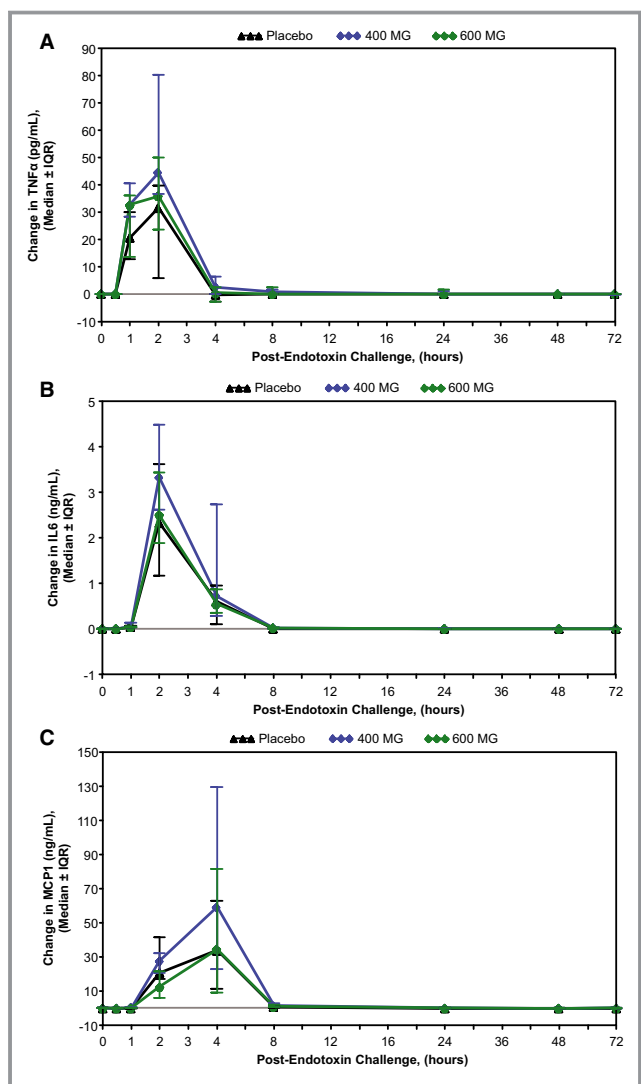 A
Placebo 400 MG 600 MG
Change in TNFα (pg/mL),
(Median ± IQR)
90
80
70
60
50
40
30
20
10
0
-10
0 1 2 3 4 8 12 16 24 36 48 72
Post-Endotoxin Challenge, (hours)
B
Placebo 400 MG 600 MG
Change in IL6 (ng/mL),
(Median ± IQR)
5
4
3
2
1
0
-1
0 1 2 3 4 8 12 16 24 36 48 72
Post-Endotoxin Challenge, (hours)
C
Placebo 400 MG 600 MG
Change in MCP1 (ng/mL),
(Median ± IQR)
150
130
110
90
70
50
30
10
-10
0 1 2 3 4 8 12 16 24 36 48 72
Post-Endotoxin Challenge, (hours)